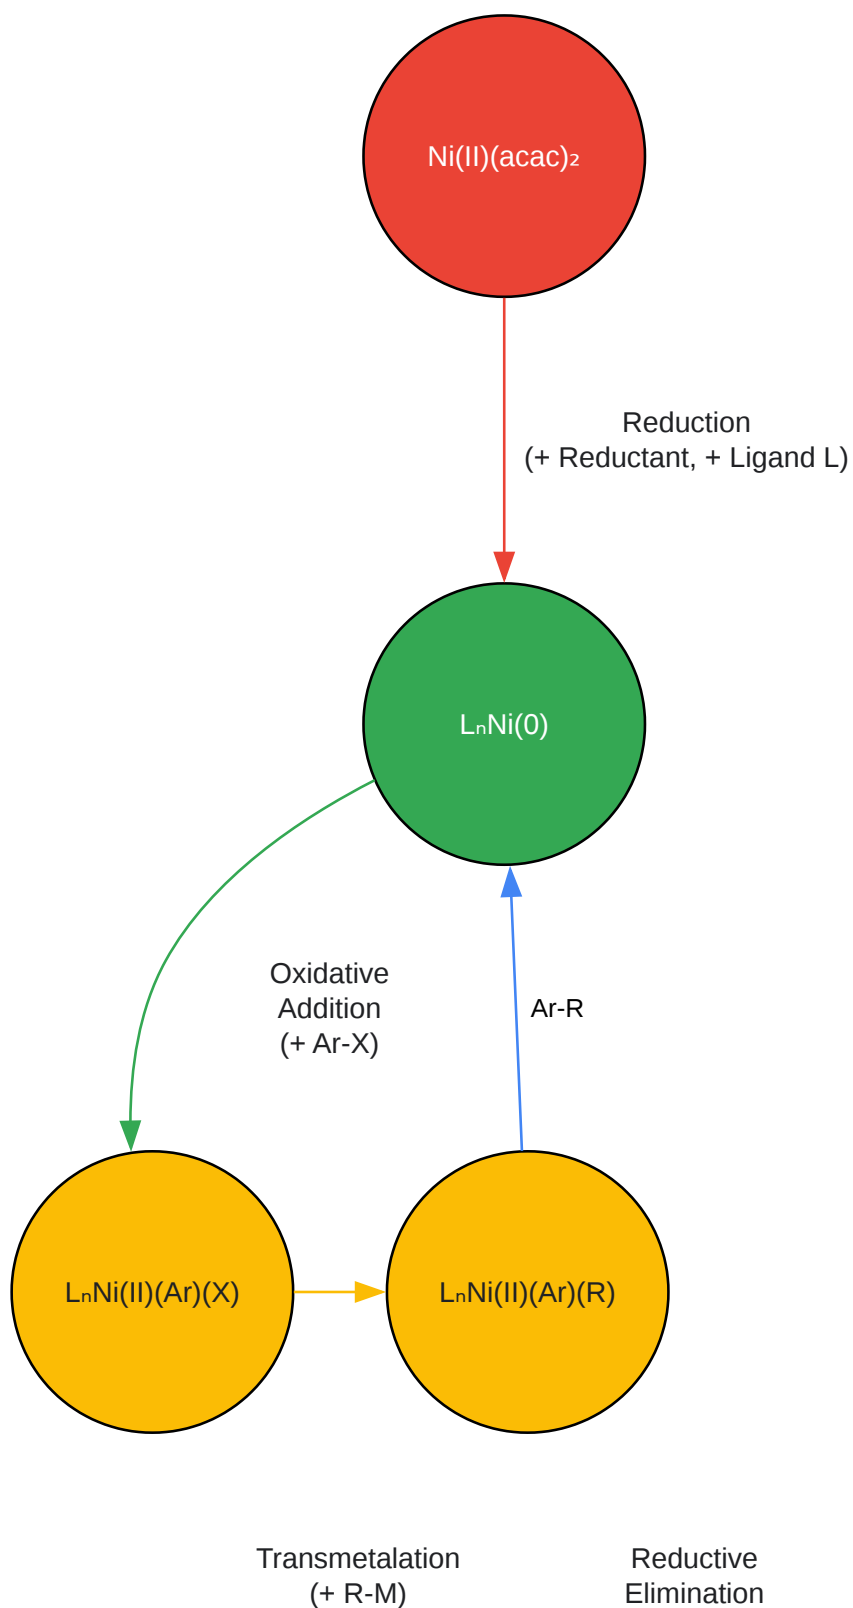 Ni(II)(acac)₂
Reduction
(+ Reductant, + Ligand L)
LₙNi(0)
Oxidative
Addition
(+ Ar-X)
Ar-R
LₙNi(II)(Ar)(X)
LₙNi(II)(Ar)(R)
Transmetalation
(+ R-M)
Reductive
Elimination